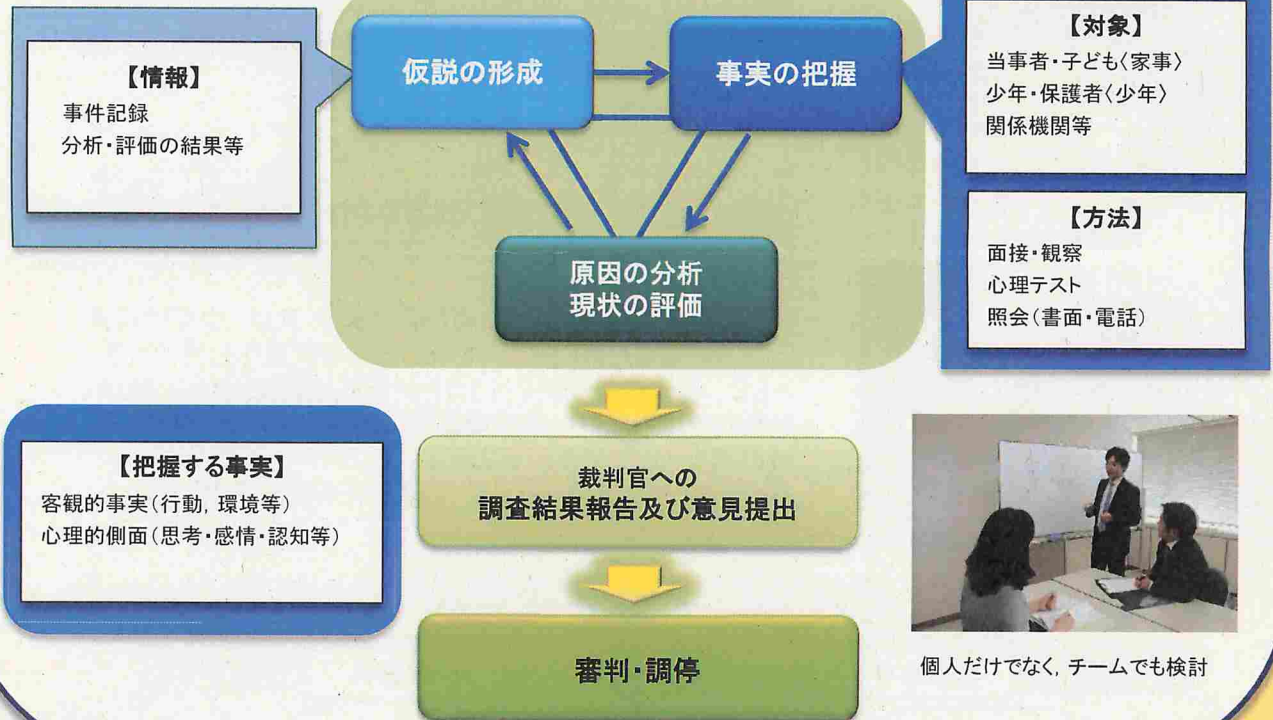 【情報】
事件記録
分析・評価の結果等
仮説の形成
事実の把握
【対象】
当事者・子ども〈家事〉
少年・保護者〈少年〉
関係機関等
【方法】
面接・観察
心理テスト
照会(書面・電話)
原因の分析
現状の評価
【把握する事実】
客観的事実(行動, 環境等)
心理的側面(思考・感情・認知等)
裁判官への
調査結果報告及び意見提出
審判・調停
個人だけでなく, チームでも検討